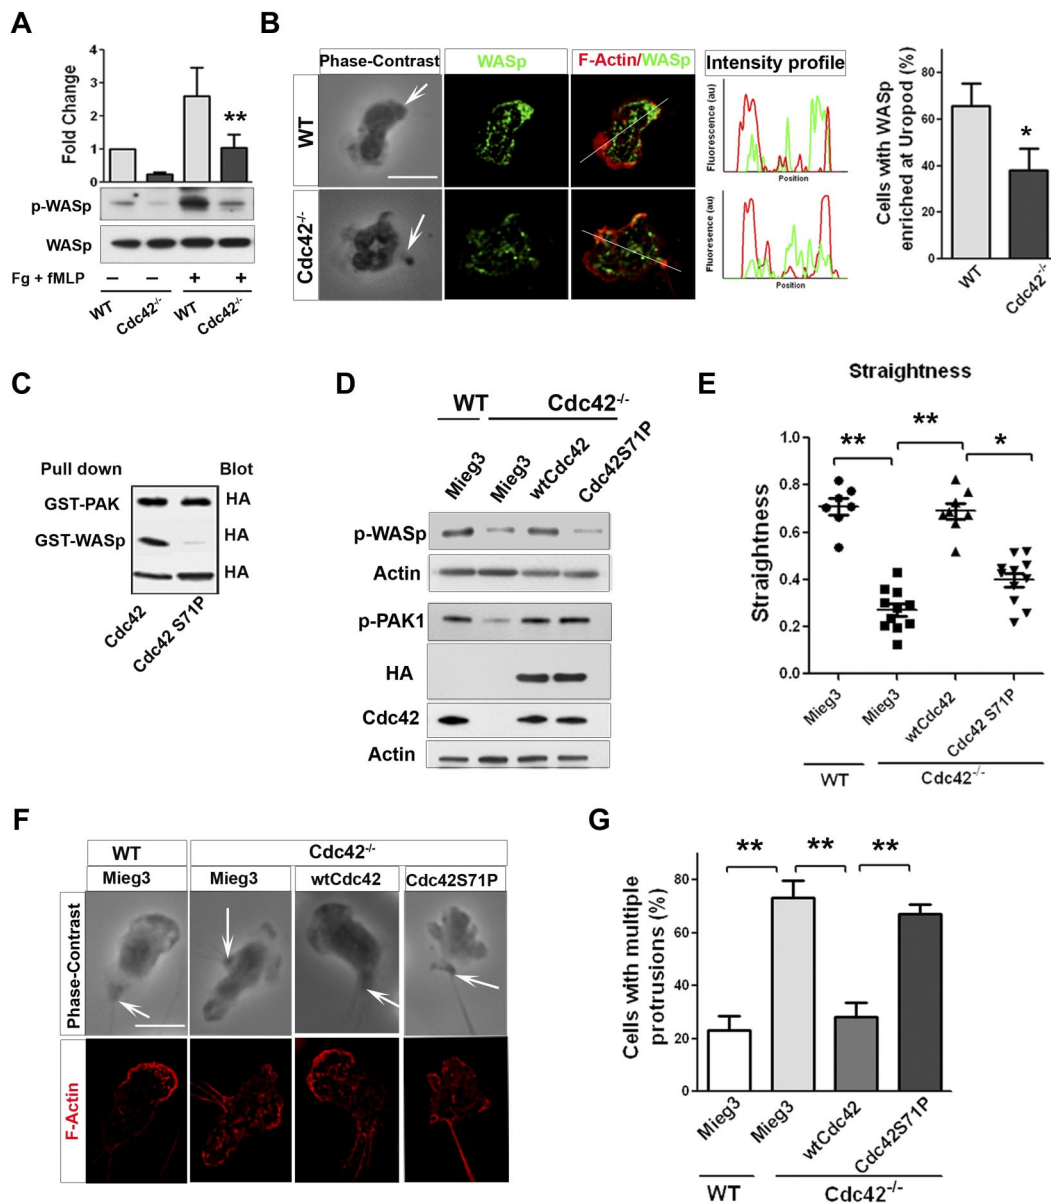 A
Fold Change
4
3
2
1
0
**
p-WASp
WASp
Fg + fMLP
– – + +
WT
Cdc42-/-
WT
Cdc42-/-
B
Phase-Contrast
WASp
F-Actin/WASp
Intensity profile
WT
Cdc42-/-
Fluorescence (au)
Position
Fluoresence (au)
Position
Cells with WASp
enriched at Uropod (%)
80
60
40
20
0
*
WT
Cdc42-/-
C
Pull down
Blot
GST-PAK
HA
GST-WASp
HA
HA
Cdc42
Cdc42 S71P
D
WT
Cdc42-/-
Mieg3
Mieg3
wtCdc42
Cdc42S71P
p-WASp
Actin
p-PAK1
HA
Cdc42
Actin
E
Straightness
Straightness
1.0
0.8
0.6
0.4
0.2
0.0
**
**
*
Mieg3
Mieg3
wtCdc42
Cdc42 S71P
WT
Cdc42-/-
F
WT
Cdc42-/-
Mieg3
Mieg3
wtCdc42
Cdc42S71P
Phase-Contrast
F-Actin
G
Cells with multiple
protrusions (%)
80
60
40
20
0
**
**
**
Mieg3
Mieg3
wtCdc42
Cdc42S71P
WT
Cdc42-/-